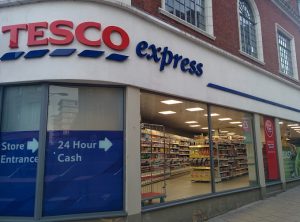 TESCO express
Store
Entrance
24 Hour
Cash